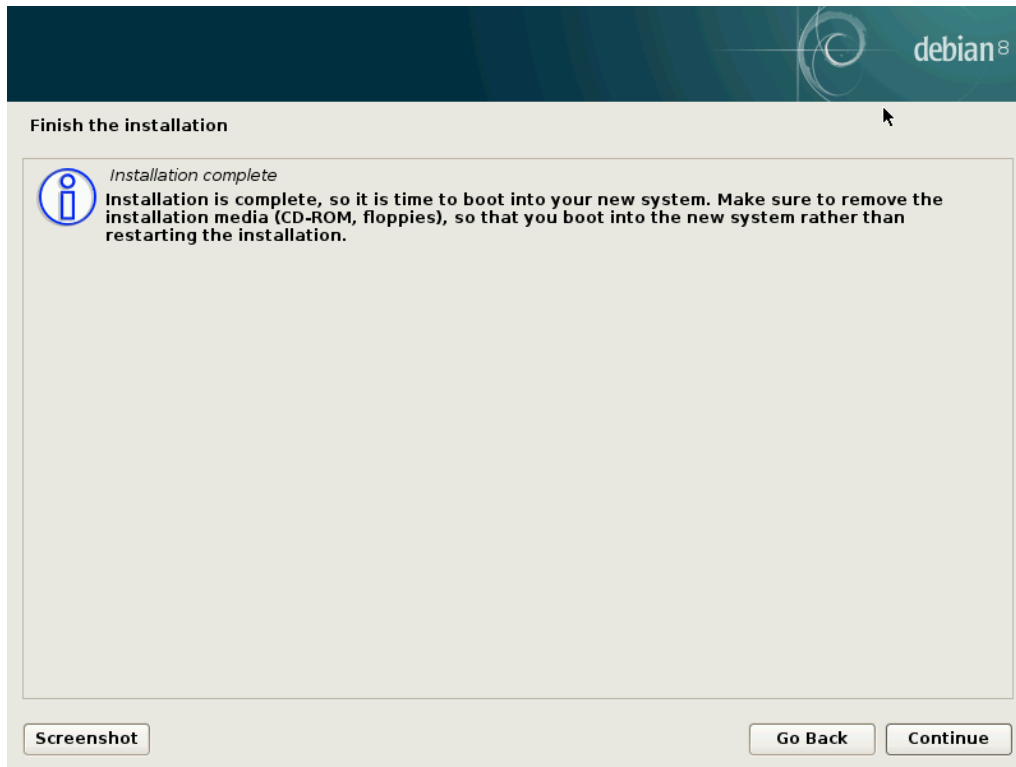 debian 8
Finish the installation
Installation complete
Installation is complete, so it is time to boot into your new system. Make sure to remove the
installation media (CD-ROM, floppies), so that you boot into the new system rather than
restarting the installation.
Screenshot
Go Back
Continue